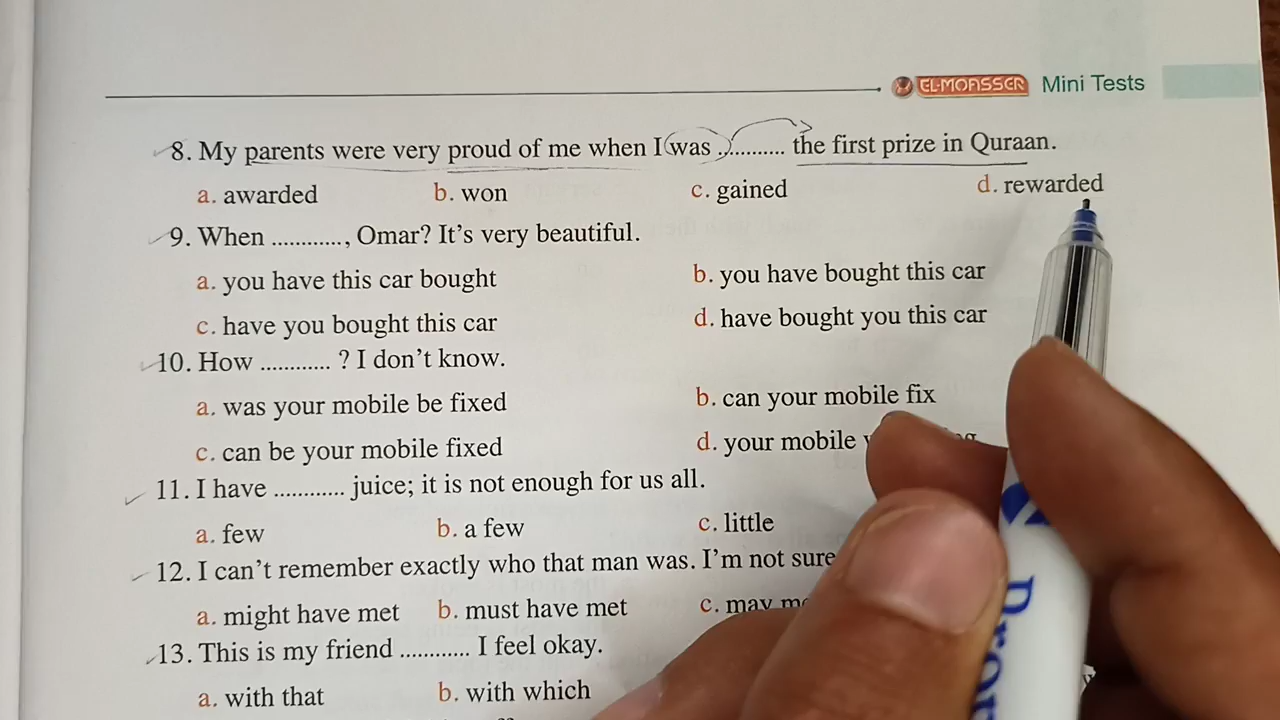 EL-MOASSER Mini Tests
8. My parents were very proud of me when I was ........... the first prize in Quraan.
a. awarded b. won c. gained d. rewarded
9. When ............, Omar? It's very beautiful.
a. you have this car bought b. you have bought this car
c. have you bought this car d. have bought you this car
10. How ............ ? I don't know.
a. was your mobile be fixed b. can your mobile fix
c. can be your mobile fixed d. your mobile
11. I have ............ juice; it is not enough for us all.
a. few b. a few c. little
12. I can't remember exactly who that man was. I'm not sure
a. might have met b. must have met c. may
13. This is my friend ............ I feel okay.
a. with that b. with which